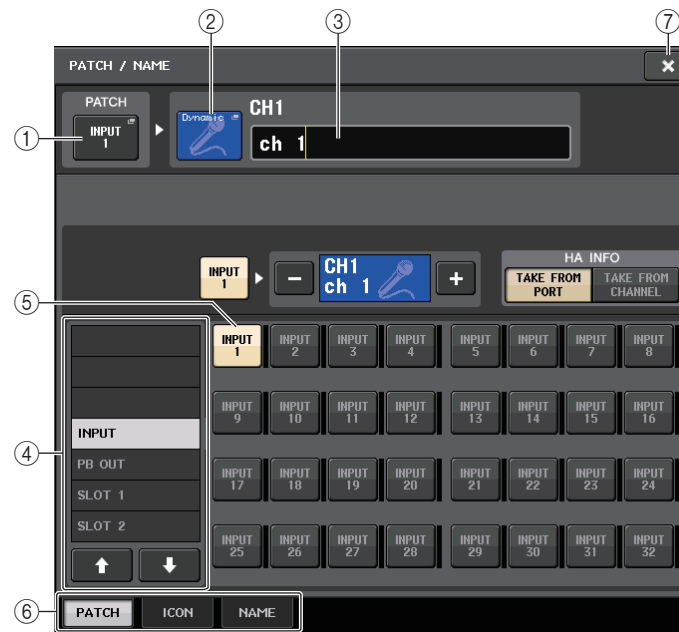 ② ③ ⑦
PATCH / NAME
PATCH
① INPUT 1
Dynamic
CH1
ch 1
INPUT 1
CH1
ch 1
HA INFO
TAKE FROM PORT
TAKE FROM CHANNEL
⑤
INPUT 1 INPUT 2 INPUT 3 INPUT 4 INPUT 5 INPUT 6 INPUT 7 INPUT 8
INPUT 9 INPUT 10 INPUT 11 INPUT 12 INPUT 13 INPUT 14 INPUT 15 INPUT 16
INPUT 17 INPUT 18 INPUT 19 INPUT 20 INPUT 21 INPUT 22 INPUT 23 INPUT 24
INPUT 25 INPUT 26 INPUT 27 INPUT 28 INPUT 29 INPUT 30 INPUT 31 INPUT 32
④
INPUT
PB OUT
SLOT 1
SLOT 2
⑥
PATCH ICON NAME